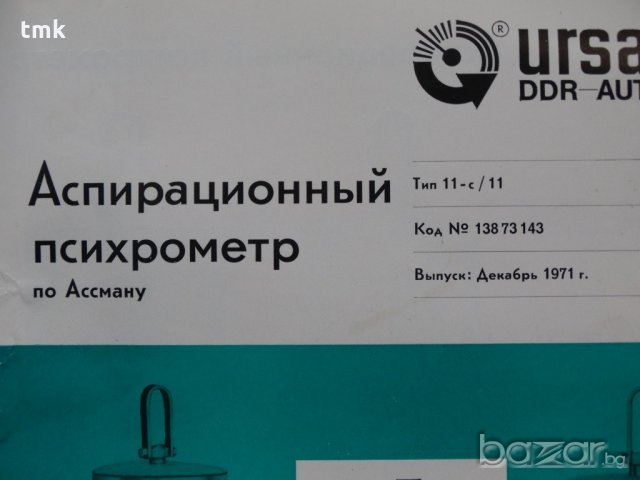 tmk
® ursa
DDR-AUT
Аспирационный
психрометр
по Ассману
Тип 11-с / 11
Код № 138 73 143
Выпуск: Декабрь 1971 г.
bazar.bg